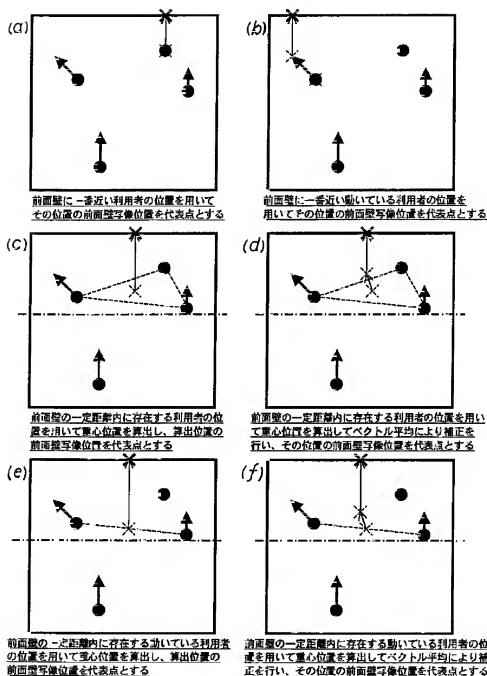 (a)
(b)
前面壁に一番近い利用者の位置を用いて
その位置の前面壁写像位置を代表点とする
前面壁に一番近い動いている利用者の位置を
用いてその位置の前面壁写像位置を代表点とする
(c)
(d)
前面壁の一定距離内に存在する利用者の位
置を用いて重心位置を算出し、算出位置の
前面壁写像位置を代表点とする
前面壁の一定距離内に存在する利用者の位置を用い
て重心位置を算出してベクトル平均により補正を
行い、その位置の前面壁写像位置を代表点とする
(e)
(f)
前面壁の一定距離内に存在する動いている利用者
の位置を用いて重心位置を算出し、算出位置の
前面壁写像位置を代表点とする
前面壁の一定距離内に存在する動いている利用者の位
置を用いて重心位置を算出してベクトル平均により補
正を行い、その位置の前面壁写像位置を代表点とする